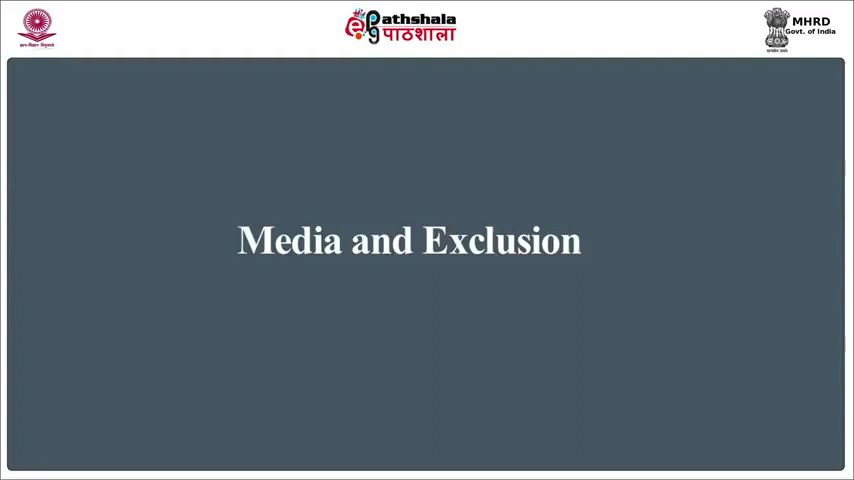 ePathshala
पाठशाला
MHRD
Govt. of India
Media and Exclusion